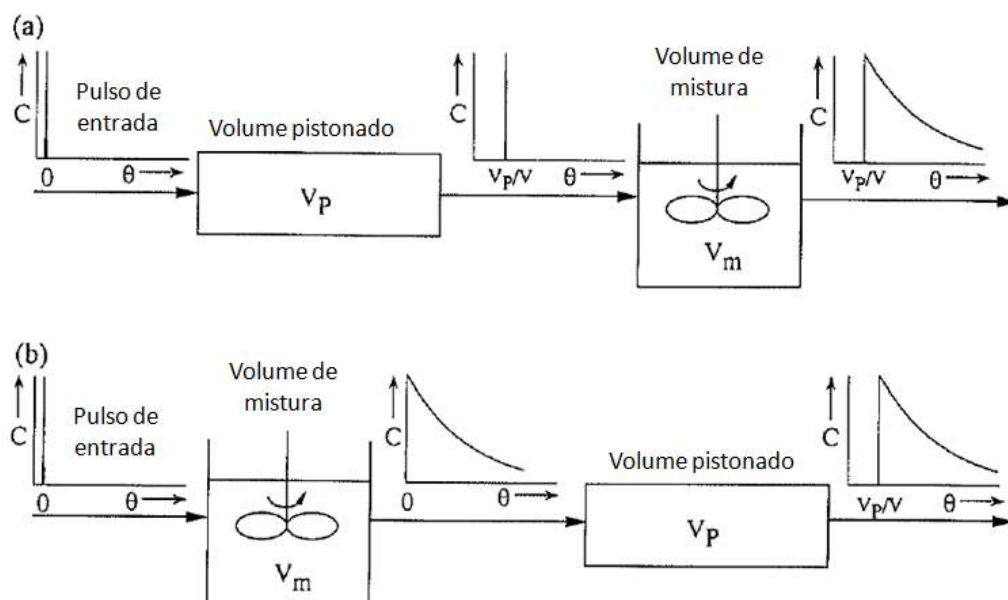 (a)
C
Pulso de
entrada
0
θ
Volume pistonado
V_P
C
V_P/V
θ
Volume de
mistura
V_m
C
V_P/V
θ
(b)
C
Pulso de
entrada
0
θ
Volume de
mistura
V_m
C
0
θ
Volume pistonado
V_P
C
V_P/V
θ